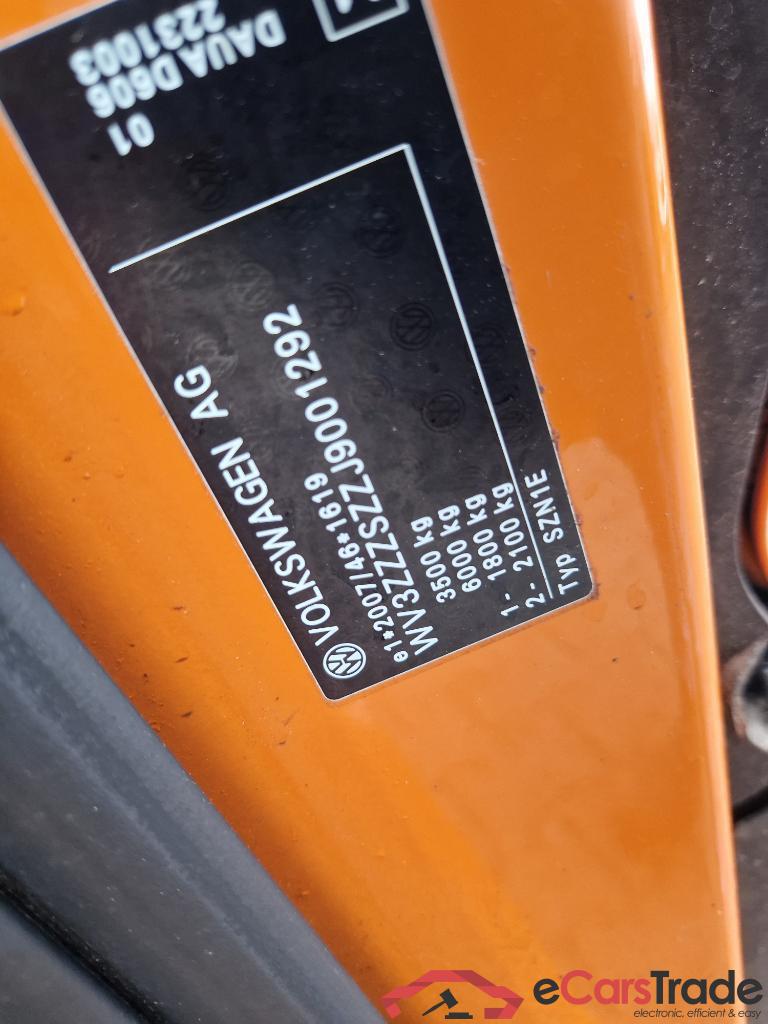 VOLKSWAGEN AG
e1*2007/46*1619
WV3ZZZSZZJ9001292
3500 kg
6000 kg
1 - 1800 kg
2 - 2100 kg
TYP SZN1E
01
DAUA D606
2231003
eCarsTrade
electronic, efficient & easy